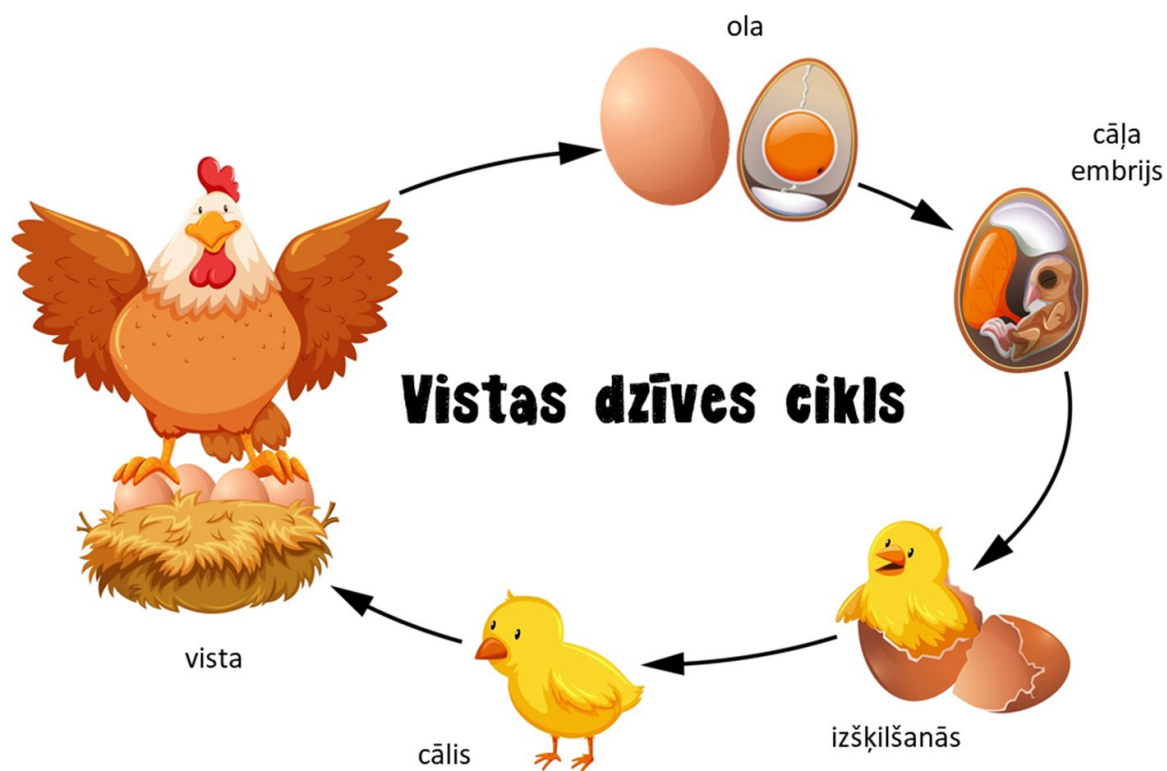 ola
cāļa
embrijs
Vistas dzīves cikls
izšķilšanās
cālis
vista